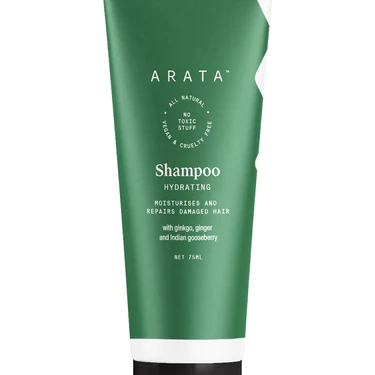 ARATA™
ALL NATURAL
NO
TOXIC
STUFF
VEGAN & CRUELTY FREE
Shampoo
HYDRATING
MOISTURISES AND
REPAIRS DAMAGED HAIR
with ginkgo, ginger
and Indian gooseberry
NET 75ML